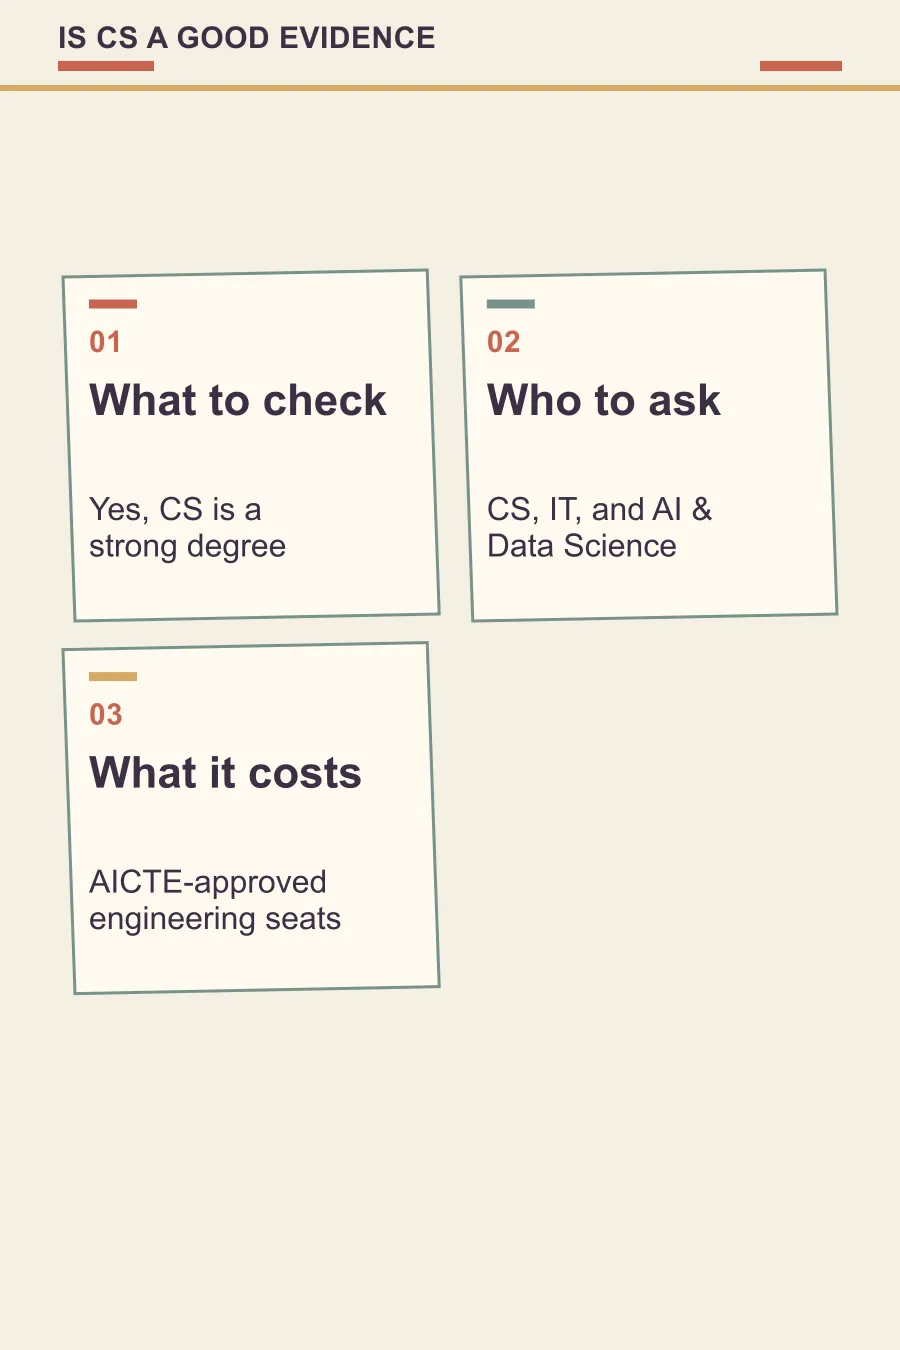 IS CS A GOOD EVIDENCE
01
What to check
Yes, CS is a
strong degree
02
Who to ask
CS, IT, and AI &
Data Science
03
What it costs
AICTE-approved
engineering seats